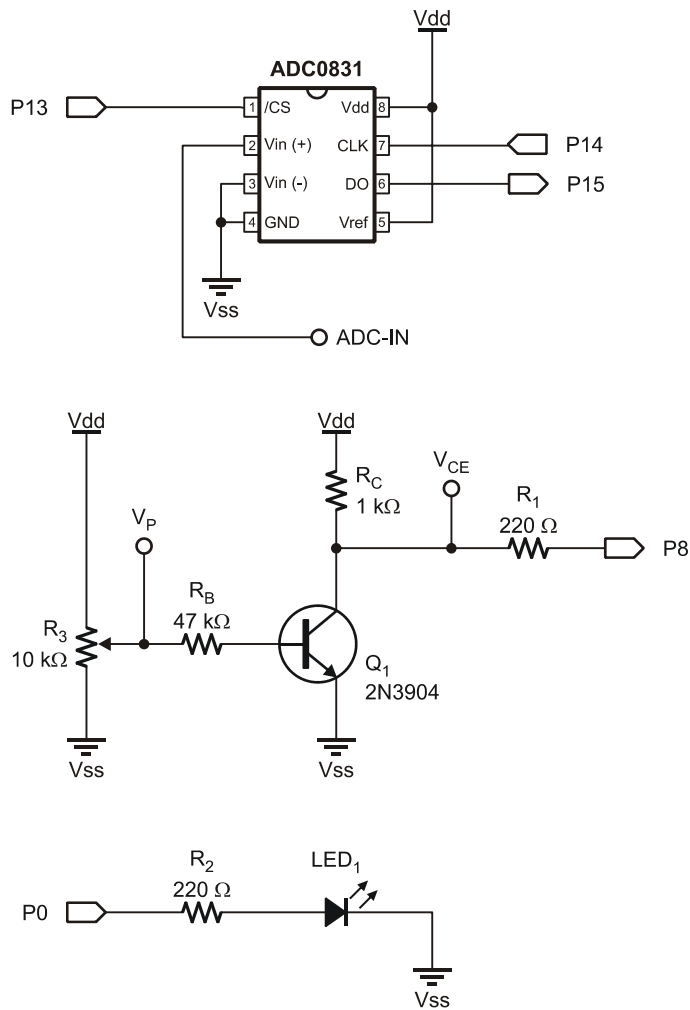 Vdd
ADC0831
P13
1 /CS Vdd 8
2 Vin (+) CLK 7 P14
3 Vin (-) DO 6 P15
4 GND Vref 5
Vss
ADC-IN
Vdd
Vdd
VP
RC
1 kΩ
VCE
R1
220 Ω
P8
RB
47 kΩ
R3
10 kΩ
Q1
2N3904
Vss
Vss
R2
220 Ω
LED1
P0
Vss